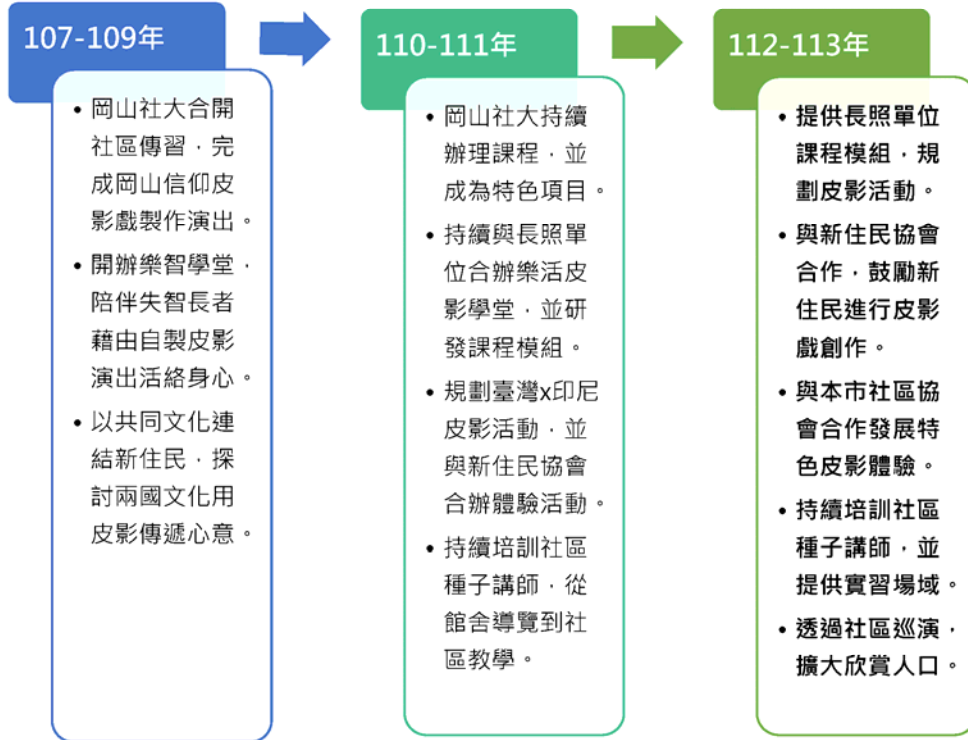 107-109年
• 岡山社大合開
社區傳習，完
成岡山信仰皮
影戲製作演出。
• 開辦樂智學堂，
陪伴失智長者
藉由自製皮影
演出活絡身心。
• 以共同文化連
結新住民，探
討兩國文化用
皮影傳遞心意。
110-111年
• 岡山社大持續
辦理課程，並
成為特色項目。
• 持續與長照單
位合辦樂活皮
影學堂，並研
發課程模組。
• 規劃臺灣x印尼
皮影活動，並
與新住民協會
合辦體驗活動。
• 持續培訓社區
種子講師，從
館舍導覽到社
區教學。
112-113年
• 提供長照單位
課程模組，規
劃皮影活動。
• 與新住民協會
合作，鼓勵新
住民進行皮影
戲創作。
• 與本市社區協
會合作發展特
色皮影體驗。
• 持續培訓社區
種子講師，並
提供實習場域。
• 透過社區巡演，
擴大欣賞人口。